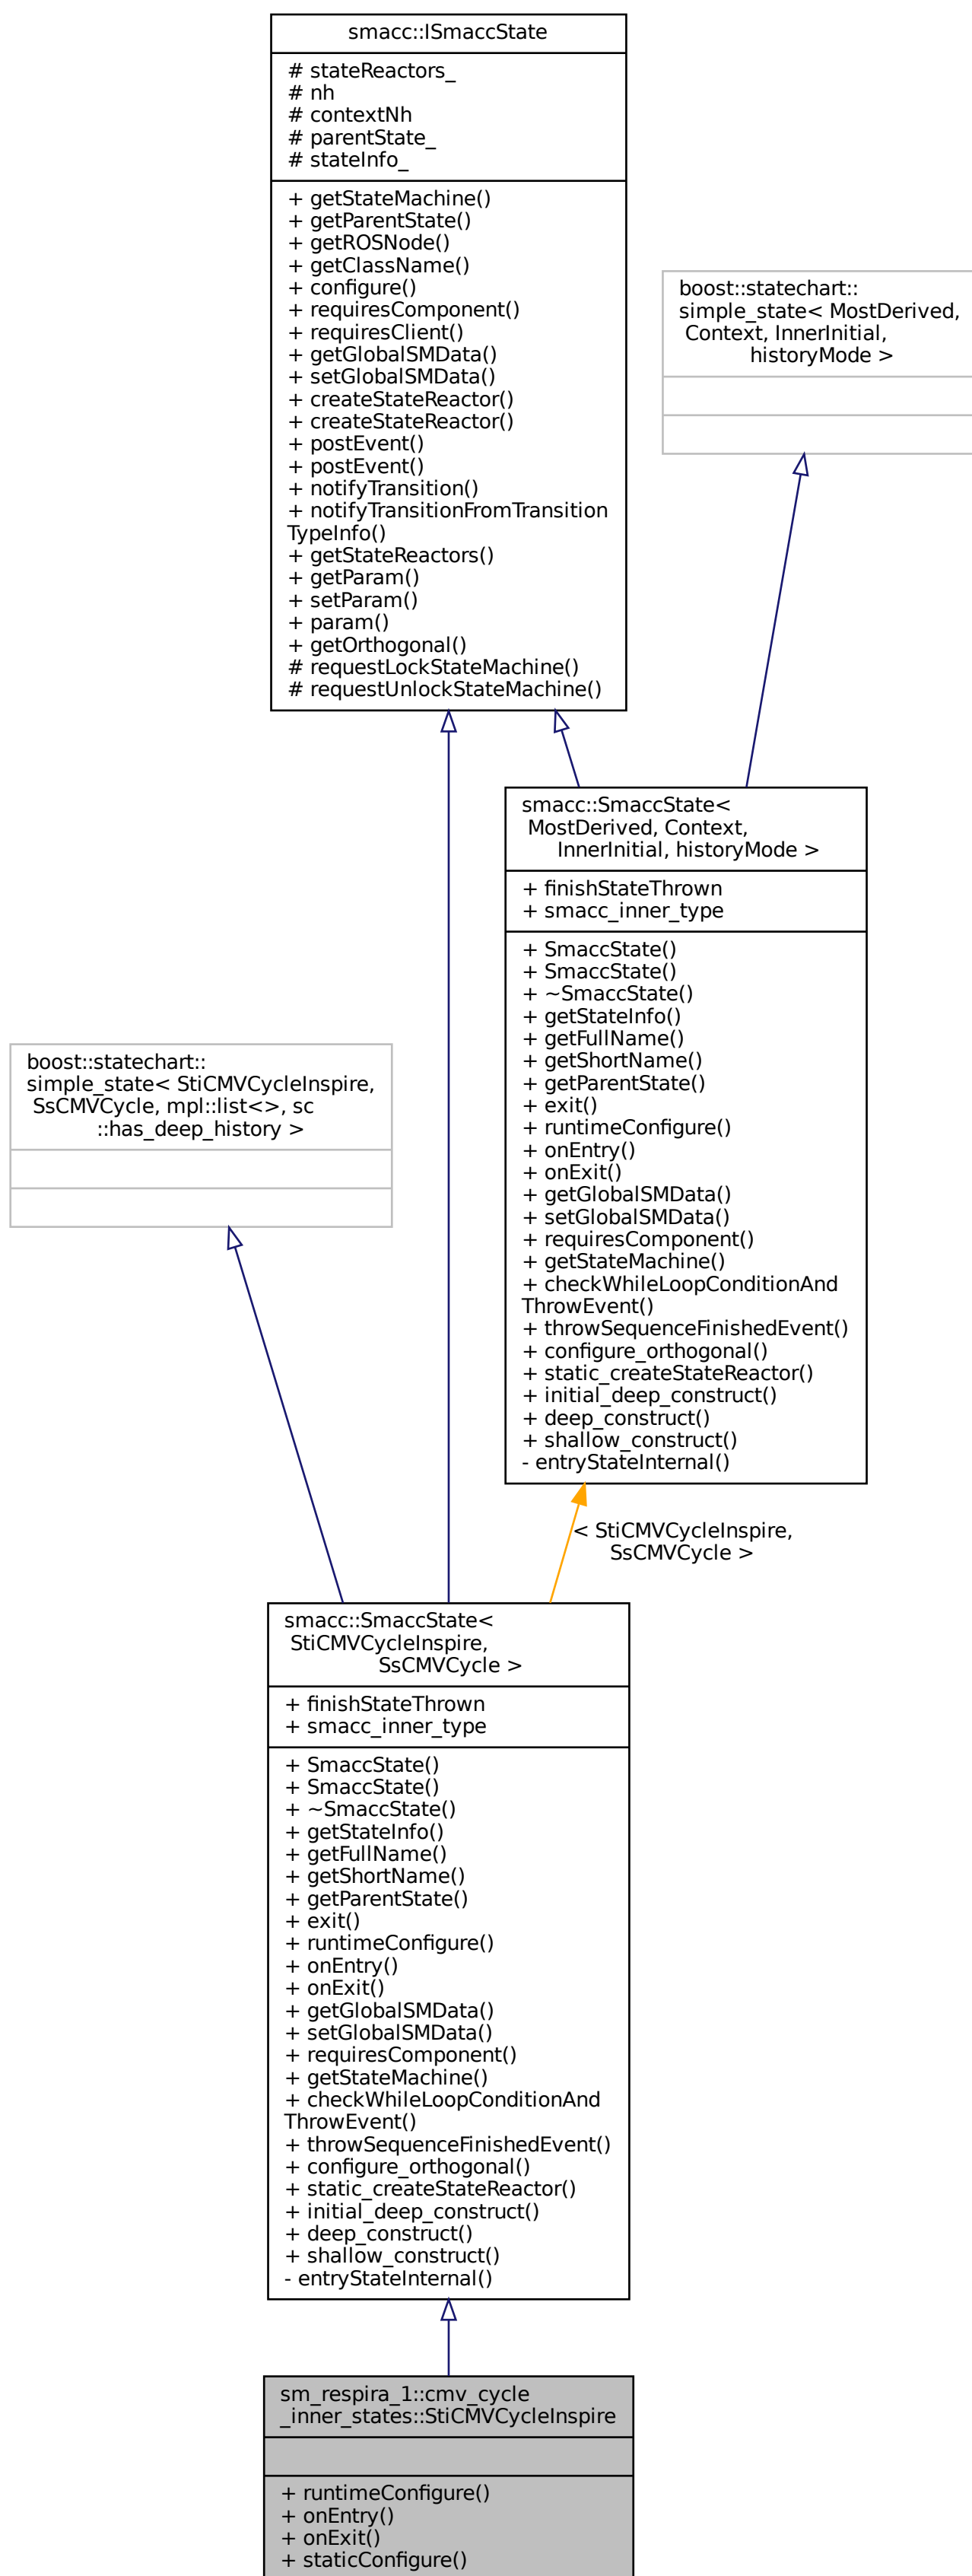 smacc::ISmaccState
# stateReactors_
# nh
# contextNh
# parentState_
# stateInfo_
+ getStateMachine()
+ getParentState()
+ getROSNode()
+ getClassName()
+ configure()
+ requiresComponent()
+ requiresClient()
+ getGlobalSMData()
+ setGlobalSMData()
+ createStateReactor()
+ createStateReactor()
+ postEvent()
+ postEvent()
+ notifyTransition()
+ notifyTransitionFromTransition
TypeInfo()
+ getStateReactors()
+ getParam()
+ setParam()
+ param()
+ getOrthogonal()
# requestLockStateMachine()
# requestUnlockStateMachine()
boost::statechart::
simple_state< MostDerived,
Context, InnerInitial,
historyMode >
smacc::SmaccState<
MostDerived, Context,
InnerInitial, historyMode >
+ finishStateThrown
+ smacc_inner_type
+ SmaccState()
+ SmaccState()
+ ~SmaccState()
+ getStateInfo()
+ getFullName()
+ getShortName()
+ getParentState()
+ exit()
+ runtimeConfigure()
+ onEntry()
+ onExit()
+ getGlobalSMData()
+ setGlobalSMData()
+ requiresComponent()
+ getStateMachine()
+ checkWhileLoopConditionAnd
ThrowEvent()
+ throwSequenceFinishedEvent()
+ configure_orthogonal()
+ static_createStateReactor()
+ initial_deep_construct()
+ deep_construct()
+ shallow_construct()
- entryStateInternal()
boost::statechart::
simple_state< StiCMVCycleInspire,
SsCMVCycle, mpl::list<>, sc
::has_deep_history >
< StiCMVCycleInspire,
SsCMVCycle >
smacc::SmaccState<
StiCMVCycleInspire,
SsCMVCycle >
+ finishStateThrown
+ smacc_inner_type
+ SmaccState()
+ SmaccState()
+ ~SmaccState()
+ getStateInfo()
+ getFullName()
+ getShortName()
+ getParentState()
+ exit()
+ runtimeConfigure()
+ onEntry()
+ onExit()
+ getGlobalSMData()
+ setGlobalSMData()
+ requiresComponent()
+ getStateMachine()
+ checkWhileLoopConditionAnd
ThrowEvent()
+ throwSequenceFinishedEvent()
+ configure_orthogonal()
+ static_createStateReactor()
+ initial_deep_construct()
+ deep_construct()
+ shallow_construct()
- entryStateInternal()
sm_respira_1::cmv_cycle
_inner_states::StiCMVCycleInspire
+ runtimeConfigure()
+ onEntry()
+ onExit()
+ staticConfigure()